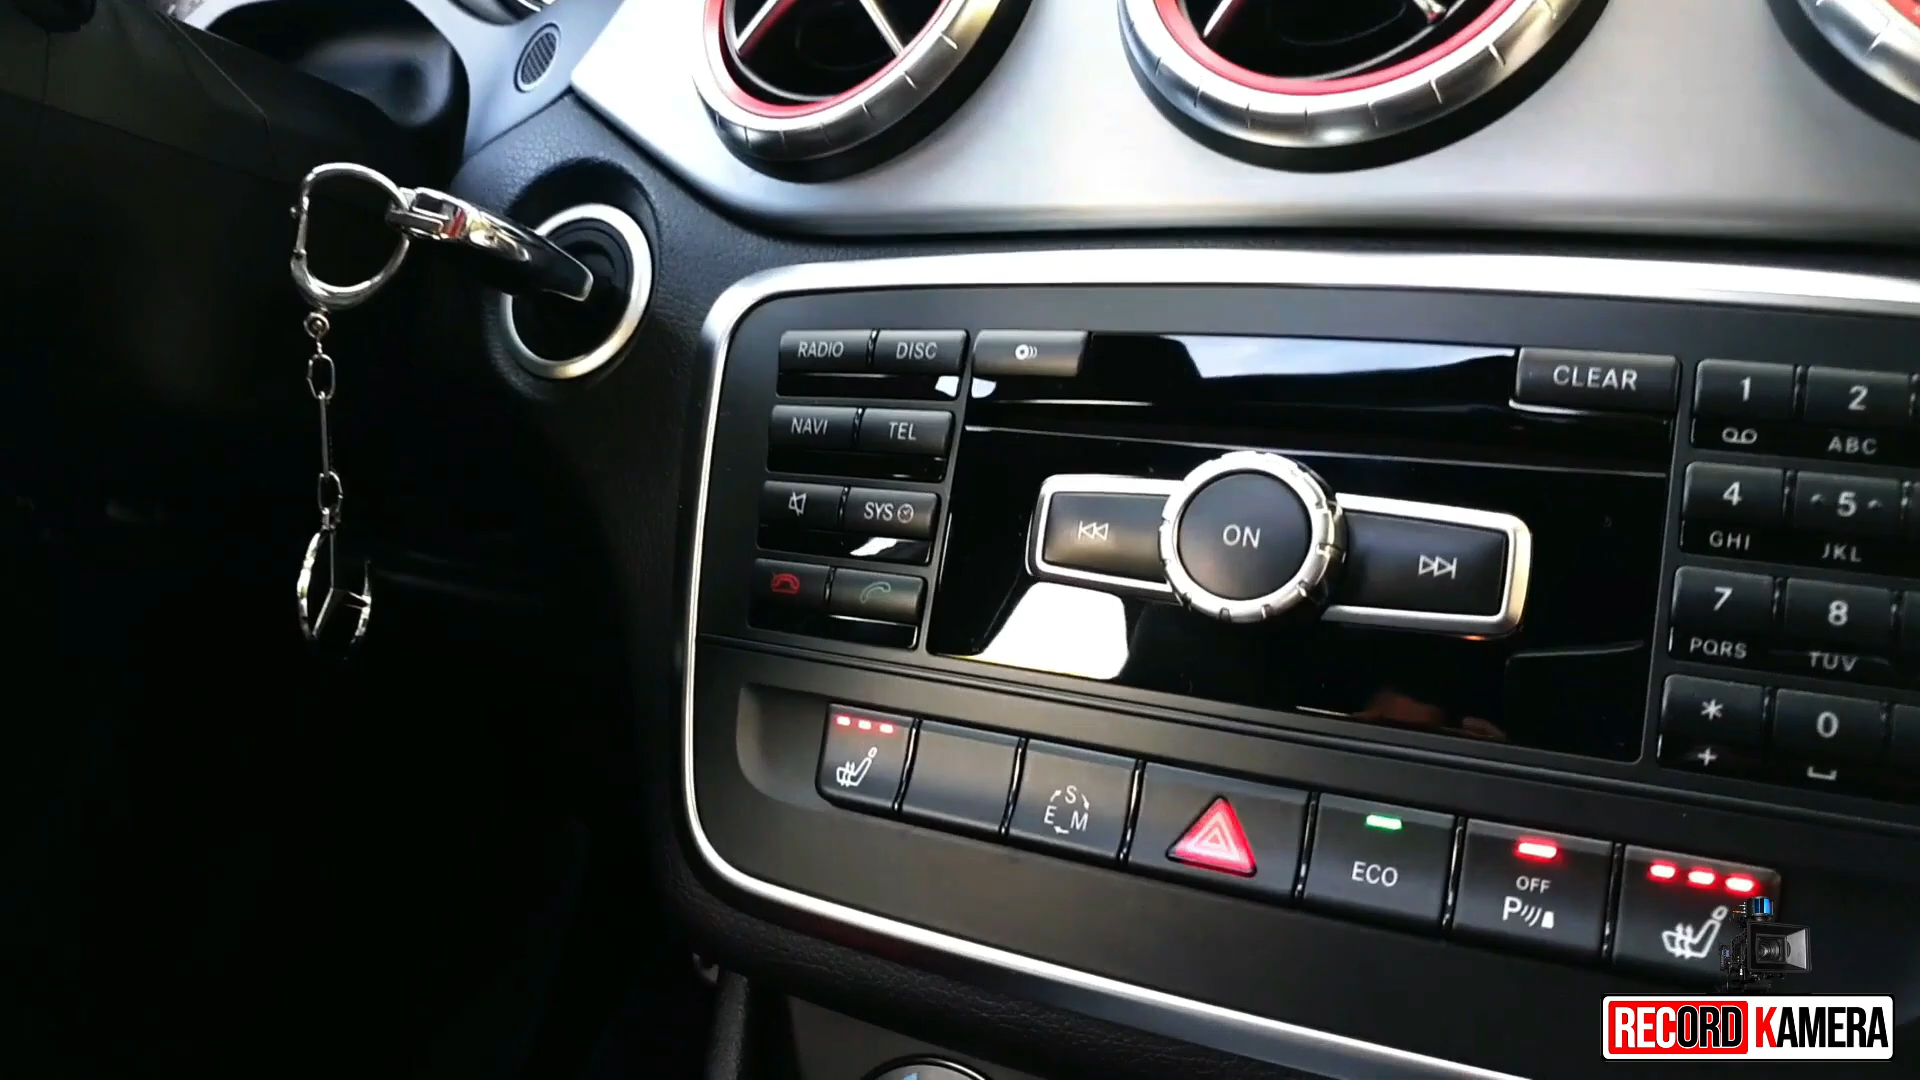 RADIO DISC
CLEAR
NAVI TEL
SYS
ON
1 2
ABC
4 5
GHI JKL
7 8
PQRS TUV
* 0
+
S
E M
ECO
OFF
P
RECORD KAMERA